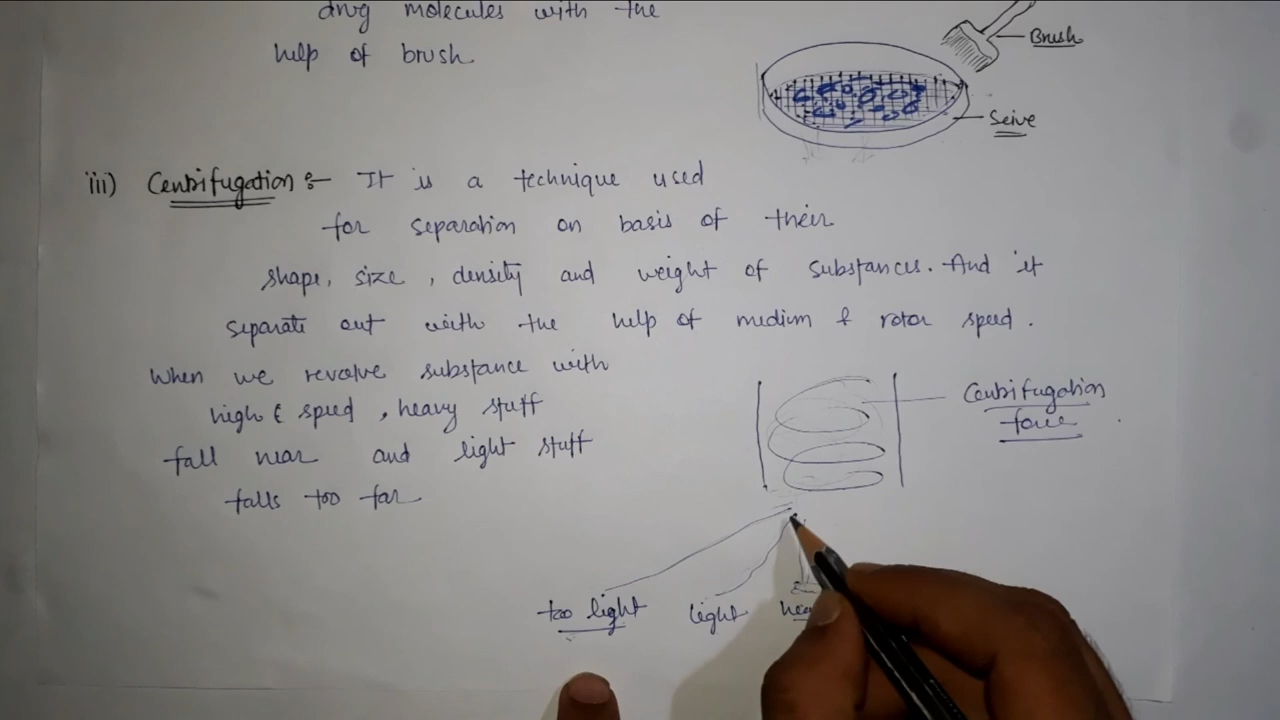 drug molecules with the
help of brush
Brush
Seive
iii) Centrifugation :- It is a technique used
for separation on basis of their
shape, size, density and weight of substances. And it
separate out with the help of medium & rotor speed.
When we revolve substance with
high speed, heavy stuff
fall near and light stuff
falls too far
Centrifugation
force
too light light